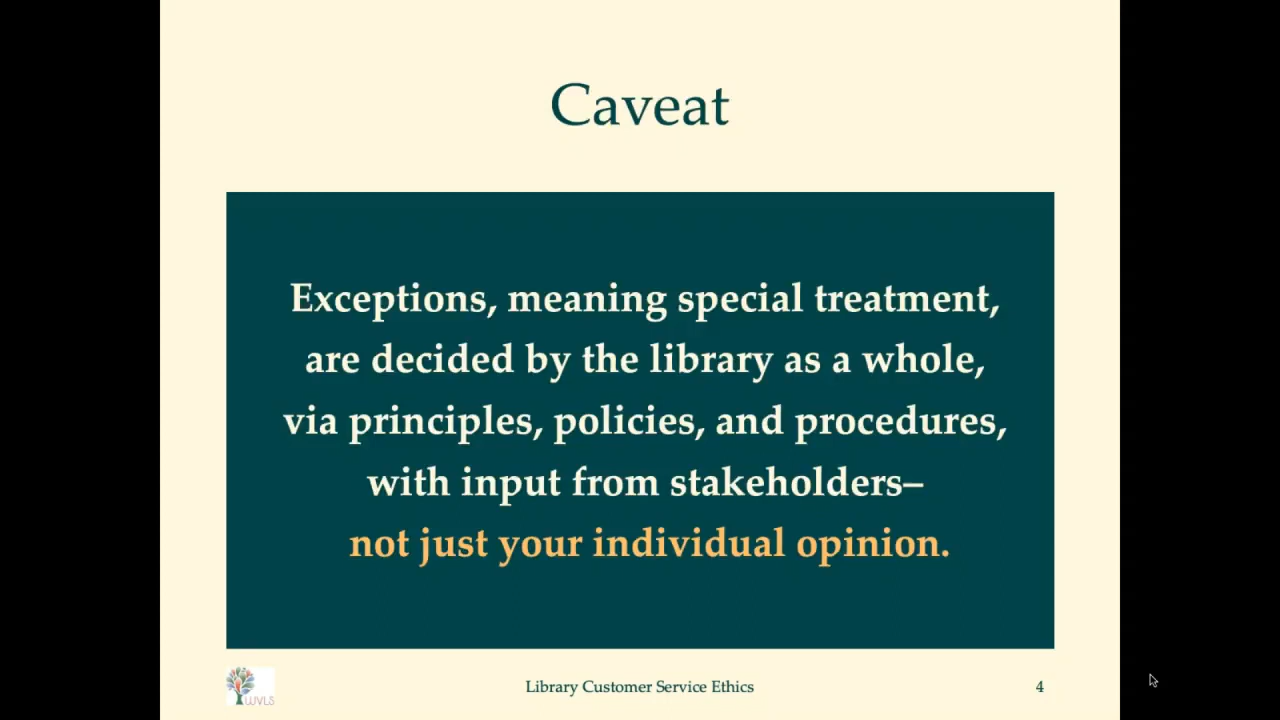 Caveat
Exceptions, meaning special treatment,
are decided by the library as a whole,
via principles, policies, and procedures,
with input from stakeholders–
not just your individual opinion.
WVLS
Library Customer Service Ethics
4